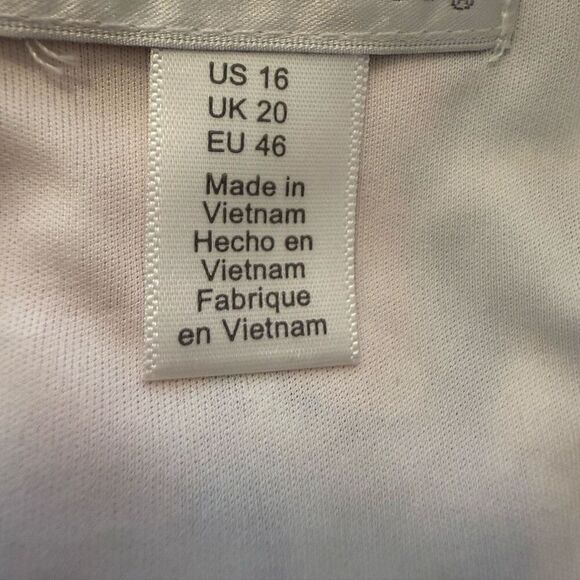 US 16
UK 20
EU 46
Made in
Vietnam
Hecho en
Vietnam
Fabrique
en Vietnam